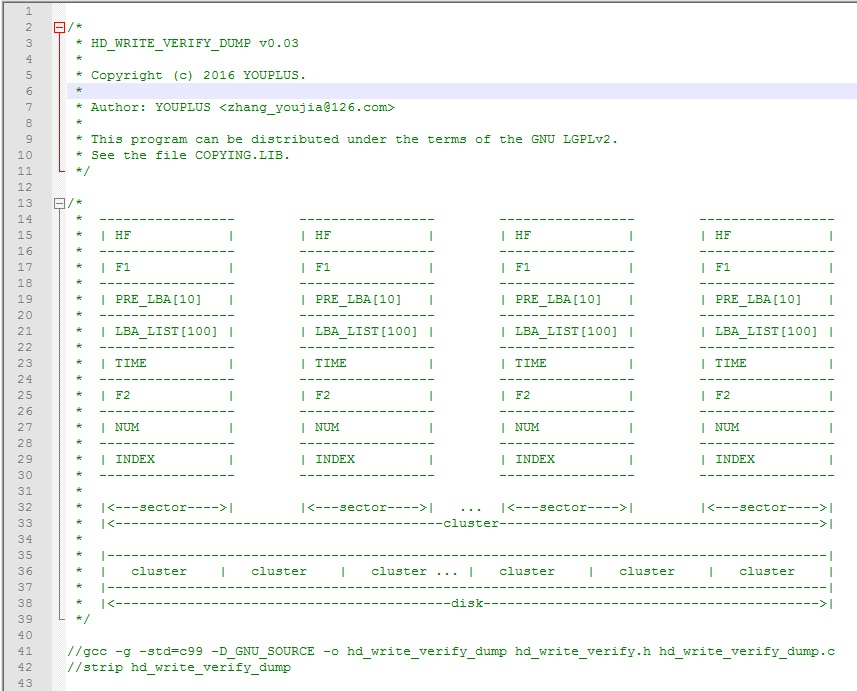 1
2 /*
3  * HD_WRITE_VERIFY_DUMP v0.03
4  *
5  * Copyright (c) 2016 YOUPLUS.
6  *
7  * Author: YOUPLUS <zhang_youjia@126.com>
8  *
9  * This program can be distributed under the terms of the GNU LGPLv2.
10  * See the file COPYING.LIB.
11  */
12
13 /*
14  *  -----------------        -----------------        -----------------        -----------------
15  *  | HF            |        | HF            |        | HF            |        | HF            |
16  *  -----------------        -----------------        -----------------        -----------------
17  *  | F1            |        | F1            |        | F1            |        | F1            |
18  *  -----------------        -----------------        -----------------        -----------------
19  *  | PRE_LBA[10]   |        | PRE_LBA[10]   |        | PRE_LBA[10]   |        | PRE_LBA[10]   |
20  *  -----------------        -----------------        -----------------        -----------------
21  *  | LBA_LIST[100] |        | LBA_LIST[100] |        | LBA_LIST[100] |        | LBA_LIST[100] |
22  *  -----------------        -----------------        -----------------        -----------------
23  *  | TIME          |        | TIME          |        | TIME          |        | TIME          |
24  *  -----------------        -----------------        -----------------        -----------------
25  *  | F2            |        | F2            |        | F2            |        | F2            |
26  *  -----------------        -----------------        -----------------        -----------------
27  *  | NUM           |        | NUM           |        | NUM           |        | NUM           |
28  *  -----------------        -----------------        -----------------        -----------------
29  *  | INDEX         |        | INDEX         |        | INDEX         |        | INDEX         |
30  *  -----------------        -----------------        -----------------        -----------------
31  *
32  *  |<---sector---->|        |<---sector---->|   ...  |<---sector---->|        |<---sector---->|
33  *  |<-----------------------------------------cluster---------------------------------------->|
34  *
35  *  |------------------------------------------------------------------------------------------|
36  *  |   cluster    |   cluster    |   cluster ... |   cluster    |   cluster    |   cluster    |
37  *  |------------------------------------------------------------------------------------------|
38  *  |<------------------------------------------disk------------------------------------------>|
39  */
40
41 //gcc -g -std=c99 -D_GNU_SOURCE -o hd_write_verify_dump hd_write_verify.h hd_write_verify_dump.c
42 //strip hd_write_verify_dump
43